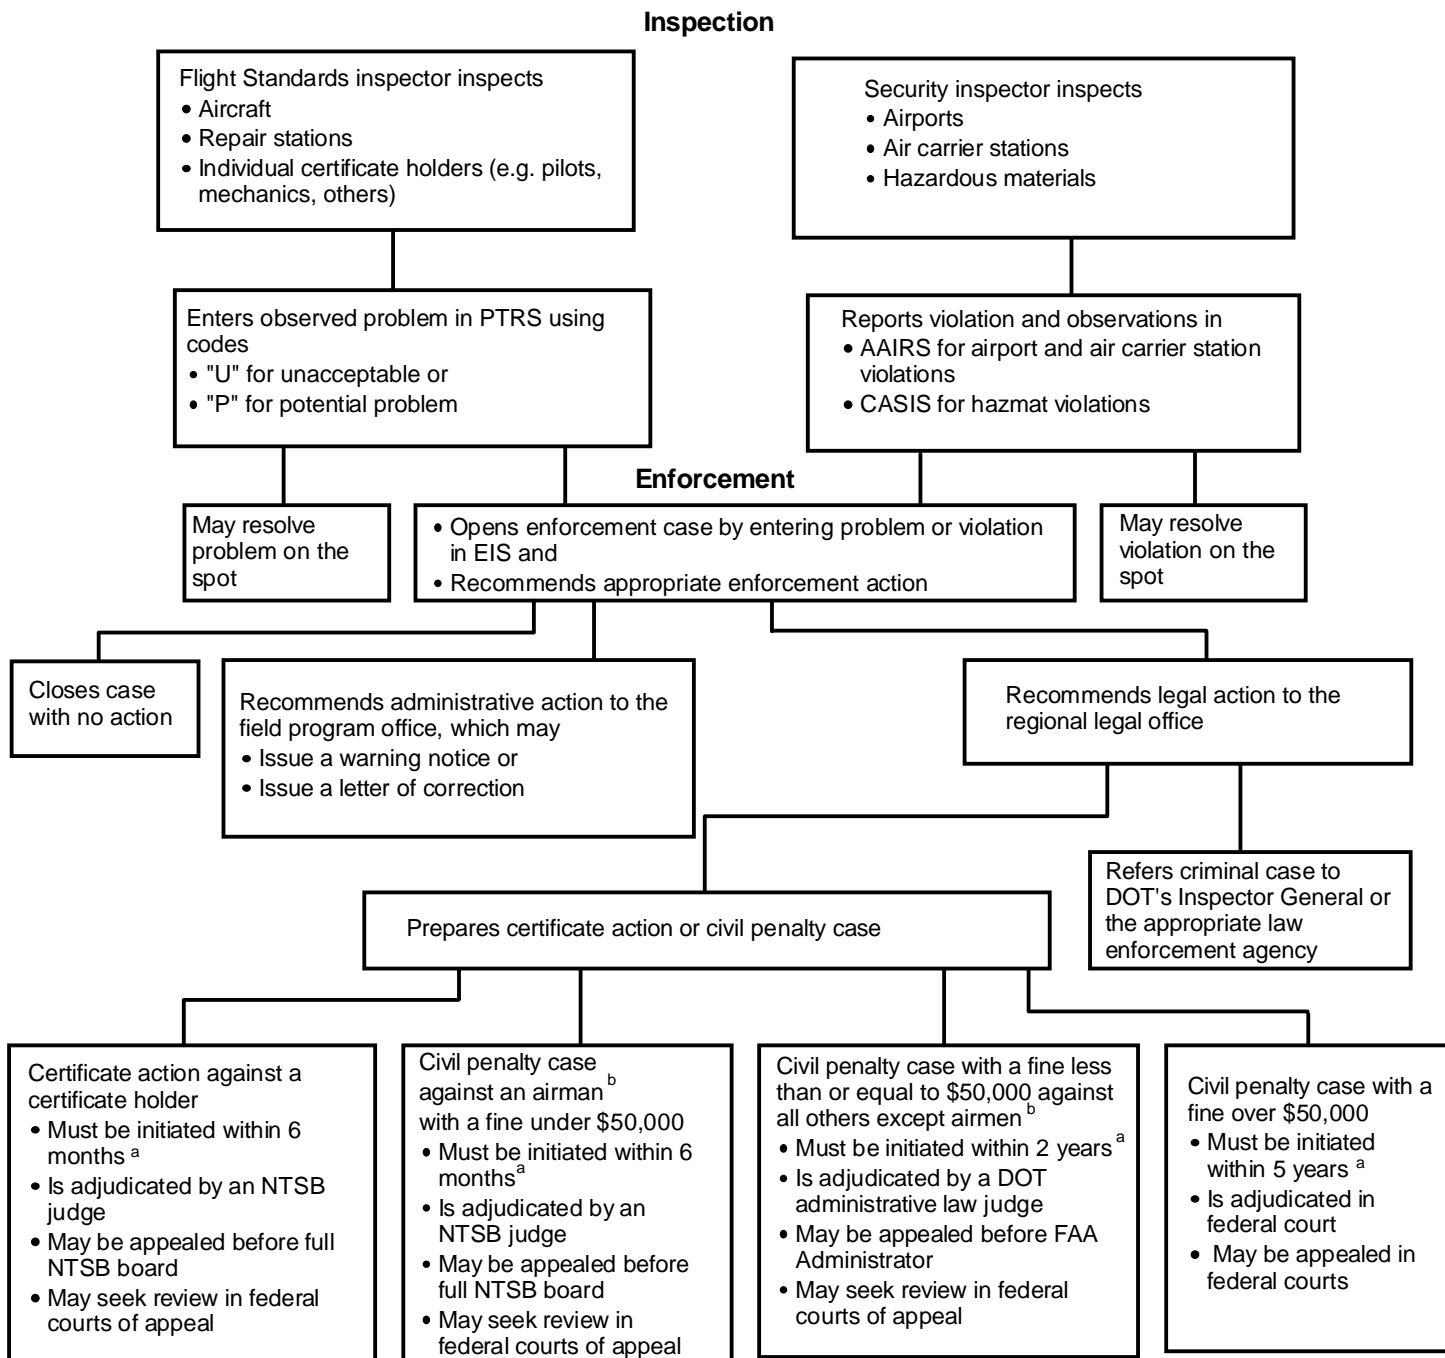 Inspection
Flight Standards inspector inspects
• Aircraft
• Repair stations
• Individual certificate holders (e.g. pilots,
mechanics, others)
Security inspector inspects
• Airports
• Air carrier stations
• Hazardous materials
Enters observed problem in PTRS using
codes
• "U" for unacceptable or
• "P" for potential problem
Reports violation and observations in
• AAIRS for airport and air carrier station
violations
• CASIS for hazmat violations
Enforcement
May resolve
problem on the
spot
• Opens enforcement case by entering problem or violation
in EIS and
• Recommends appropriate enforcement action
May resolve
violation on the
spot
Closes case
with no action
Recommends administrative action to the
field program office, which may
• Issue a warning notice or
• Issue a letter of correction
Recommends legal action to the
regional legal office
Refers criminal case to
DOT's Inspector General or
the appropriate law
enforcement agency
Prepares certificate action or civil penalty case
Certificate action against a
certificate holder
• Must be initiated within 6
months a
• Is adjudicated by an NTSB
judge
• May be appealed before full
NTSB board
• May seek review in federal
courts of appeal
Civil penalty case
against an airman b
with a fine under $50,000
• Must be initiated within 6
months a
• Is adjudicated by an
NTSB judge
• May be appealed before
full NTSB board
• May seek review in
federal courts of appeal
Civil penalty case with a fine less
than or equal to $50,000 against
all others except airmen b
• Must be initiated within 2 years a
• Is adjudicated by a DOT
administrative law judge
• May be appealed before FAA
Administrator
• May seek review in federal
courts of appeal
Civil penalty case with a
fine over $50,000
• Must be initiated
within 5 years a
• Is adjudicated in
federal court
• May be appealed in
federal courts